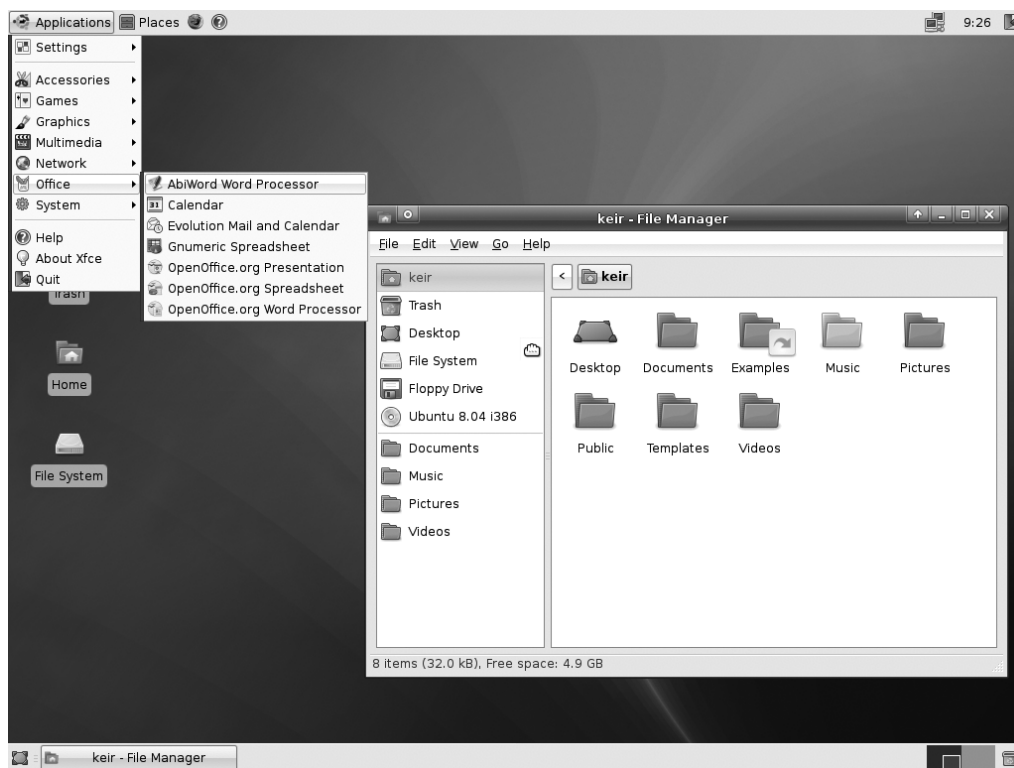 Applications Places 9:26
Settings
Accessories
Games
Graphics
Multimedia
Network
Office
System
Help
About Xfce
Quit
AbiWord Word Processor
31 Calendar
Evolution Mail and Calendar
Gnumeric Spreadsheet
OpenOffice.org Presentation
OpenOffice.org Spreadsheet
OpenOffice.org Word Processor
Trash
Home
File System
keir - File Manager
File Edit View Go Help
keir
Trash
Desktop
File System
Floppy Drive
Ubuntu 8.04 i386
Documents
Music
Pictures
Videos
< keir
Desktop Documents Examples Music Pictures
Public Templates Videos
8 items (32.0 kB), Free space: 4.9 GB
keir - File Manager